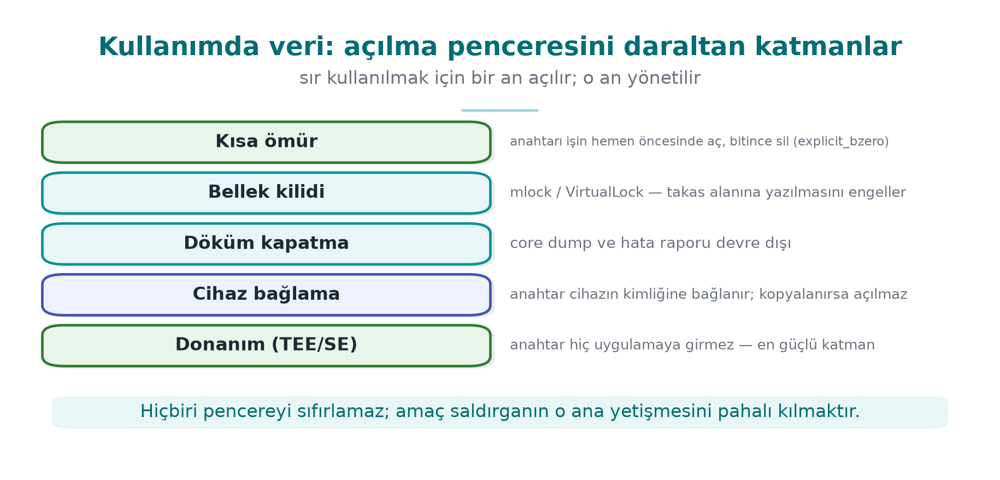 Kullanımda veri: açılma penceresini daraltan katmanlar
sır kullanılmak için bir an açılır; o an yönetilir
Kısa ömür
anahtarı işin hemen öncesinde aç, bitince sil (explicit_bzero)
Bellek kilidi
mlock / VirtualLock — takas alanına yazılmasını engeller
Döküm kapatma
core dump ve hata raporu devre dışı
Cihaz bağlama
anahtar cihazın kimliğine bağlanır; kopyalanırsa açılmaz
Donanım (TEE/SE)
anahtar hiç uygulamaya girmez — en güçlü katman
Hiçbiri pencereyi sıfırlamaz; amaç saldırganın o ana yetişmesini pahalı kılmaktır.